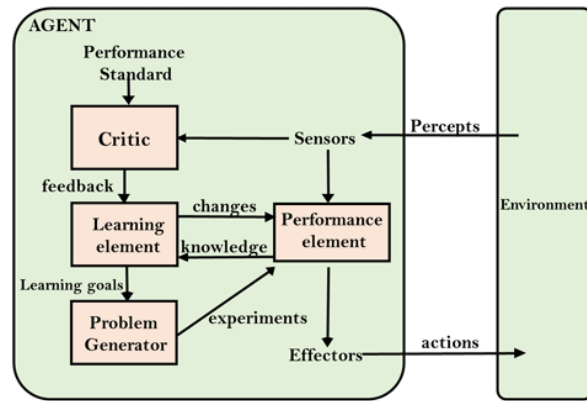 AGENT
Performance
Standard
Critic
Sensors
Percepts
feedback
changes
Learning
element
Performance
element
Environment
knowledge
Learning goals
experiments
Problem
Generator
Effectors
actions